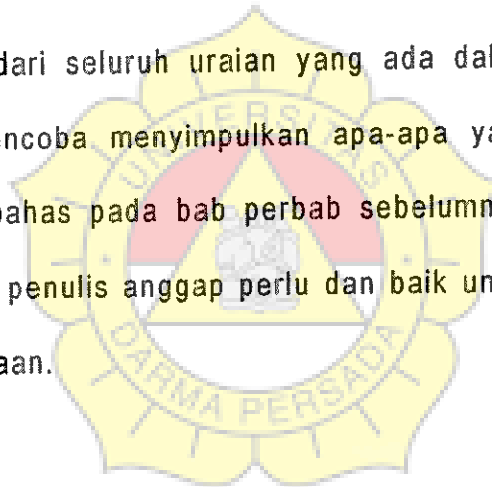 dari seluruh uraian yang ada dal
encoba menyimpulkan apa-apa ya
bahas pada bab perbab sebelumn
penulis anggap perlu dan baik un
aan.
UNIVERSITAS
DARMA PERSADA